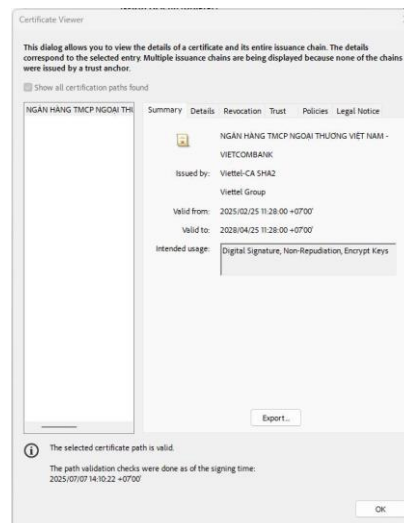 Certificate Viewer
This dialog allows you to view the details of a certificate and its entire issuance chain. The details
correspond to the selected entry. Multiple issuance chains are being displayed because none of the chains
were issued by a trust anchor.
Show all certification paths found
NGÂN HÀNG TMCP NGOẠI THƯ
Summary Details Revocation Trust Policies Legal Notice
NGÂN HÀNG TMCP NGOẠI THƯƠNG VIỆT NAM -
VIETCOMBANK
Issued by: Viettel-CA SHA2
Viettel Group
Valid from: 2025/02/25 11:28:00 +07'00'
Valid to: 2028/04/25 11:28:00 +07'00'
Intended usage: Digital Signature, Non-Repudiation, Encrypt Keys
Export...
The selected certificate path is valid.
The path validation checks were done as of the signing time:
2025/07/07 14:10:22 +07'00'
OK